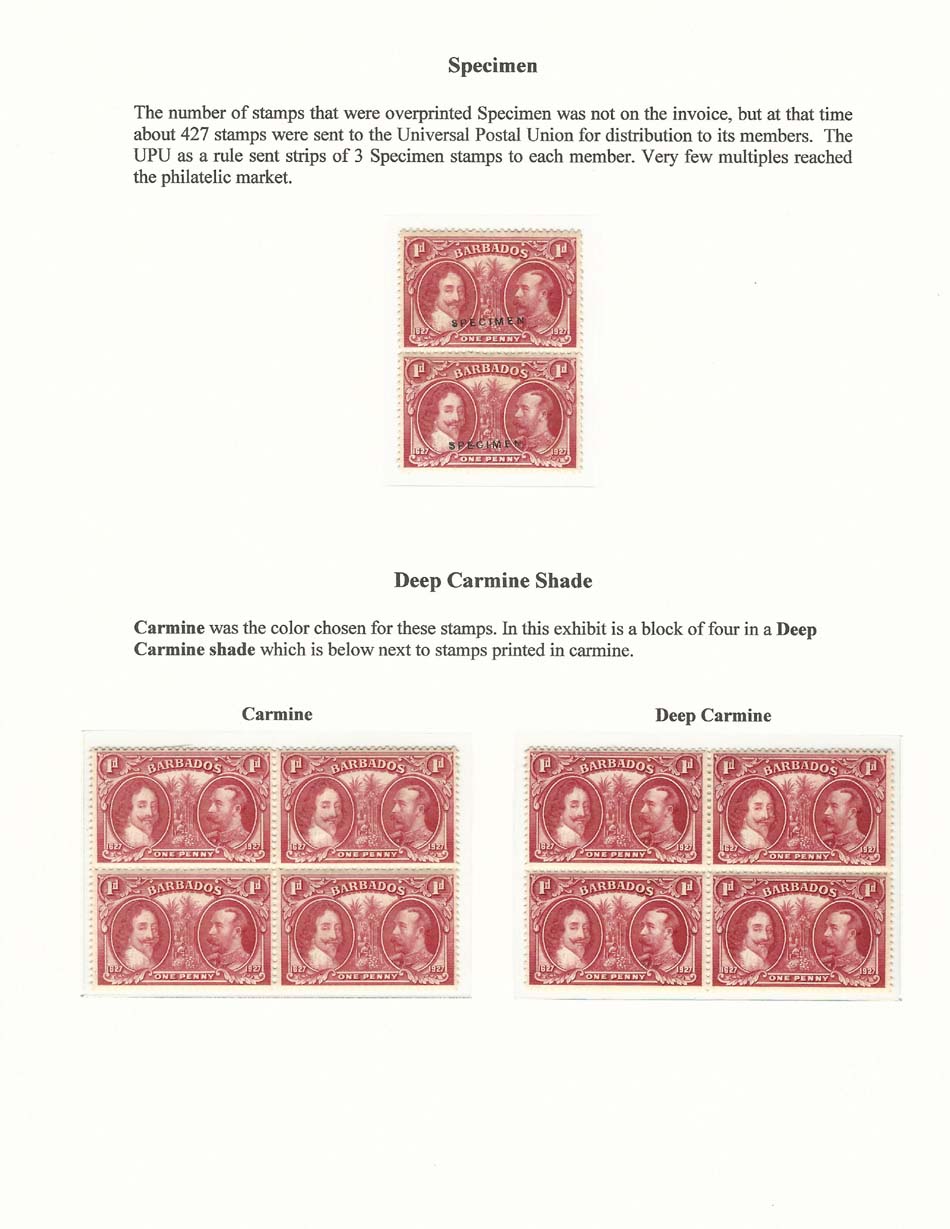 Specimen
The number of stamps that were overprinted Specimen was not on the invoice, but at that time
about 427 stamps were sent to the Universal Postal Union for distribution to its members. The
UPU as a rule sent strips of 3 Specimen stamps to each member. Very few multiples reached
the philatelic market.
1d BARBADOS 1d
SPECIMEN
1627 1927
ONE PENNY
1d BARBADOS 1d
SPECIMEN
1627 1927
ONE PENNY
Deep Carmine Shade
Carmine was the color chosen for these stamps. In this exhibit is a block of four in a Deep
Carmine shade which is below next to stamps printed in carmine.
Carmine
1d BARBADOS 1d
1627 1927
ONE PENNY
1d BARBADOS 1d
1627 1927
ONE PENNY
1d BARBADOS 1d
1627 1927
ONE PENNY
1d BARBADOS 1d
1627 1927
ONE PENNY
Deep Carmine
1d BARBADOS 1d
1627 1927
ONE PENNY
1d BARBADOS 1d
1627 1927
ONE PENNY
1d BARBADOS 1d
1627 1927
ONE PENNY
1d BARBADOS 1d
1627 1927
ONE PENNY